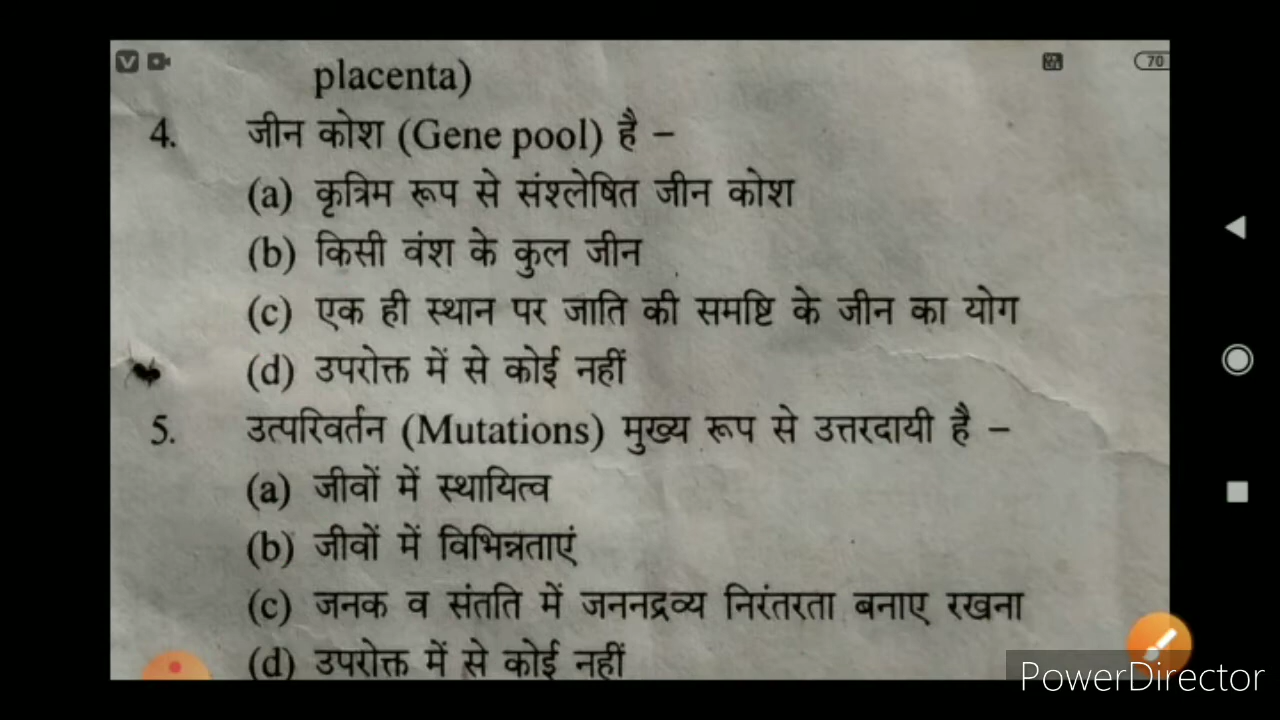 placenta)
70
4. जीन कोश (Gene pool) है –
(a) कृत्रिम रूप से संश्लेषित जीन कोश
(b) किसी वंश के कुल जीन
(c) एक ही स्थान पर जाति की समष्टि के जीन का योग
(d) उपरोक्त में से कोई नहीं
5. उत्परिवर्तन (Mutations) मुख्य रूप से उत्तरदायी है –
(a) जीवों में स्थायित्व
(b) जीवों में विभिन्नताएं
(c) जनक व संतति में जननद्रव्य निरंतरता बनाए रखना
(d) उपरोक्त में से कोई नहीं
PowerDirector